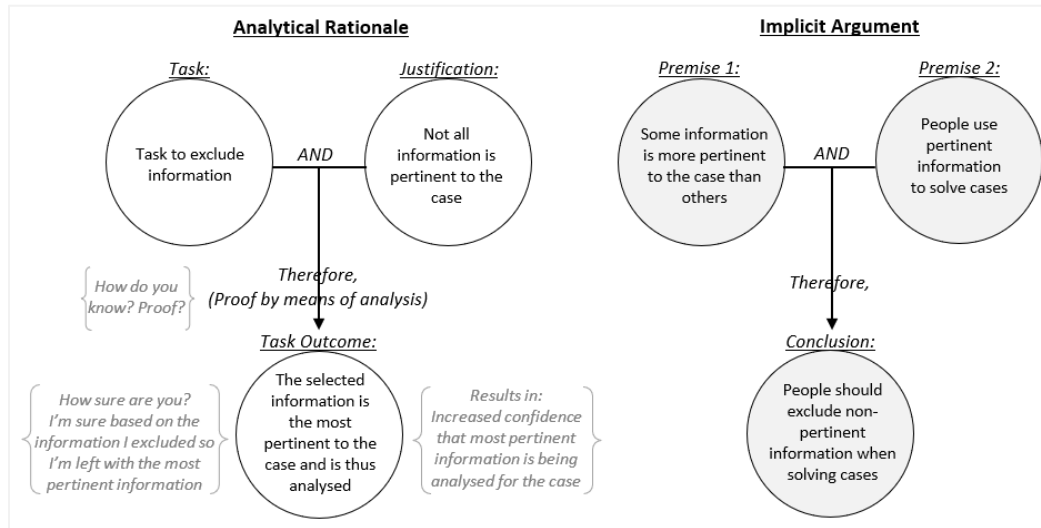 Analytical Rationale
Task:
Justification:
Task to exclude
information
AND
Not all
information is
pertinent to the
case
How do you
know? Proof?
Therefore,
(Proof by means of analysis)
Task Outcome:
How sure are you?
I'm sure based on the
information I excluded so
I'm left with the most
pertinent information
The selected
information is
the most
pertinent to the
case and is thus
analysed
Results in:
Increased confidence
that most pertinent
information is being
analysed for the case
Implicit Argument
Premise 1:
Premise 2:
Some information
is more pertinent
to the case than
others
AND
People use
pertinent
information
to solve cases
Therefore,
Conclusion:
People should
exclude non-
pertinent
information when
solving cases